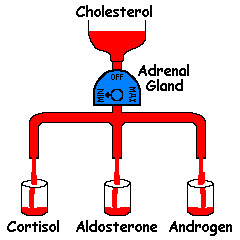 Cholesterol
OFF
Adrenal
Gland
MIN
MAX
Cortisol
Aldosterone
Androgen